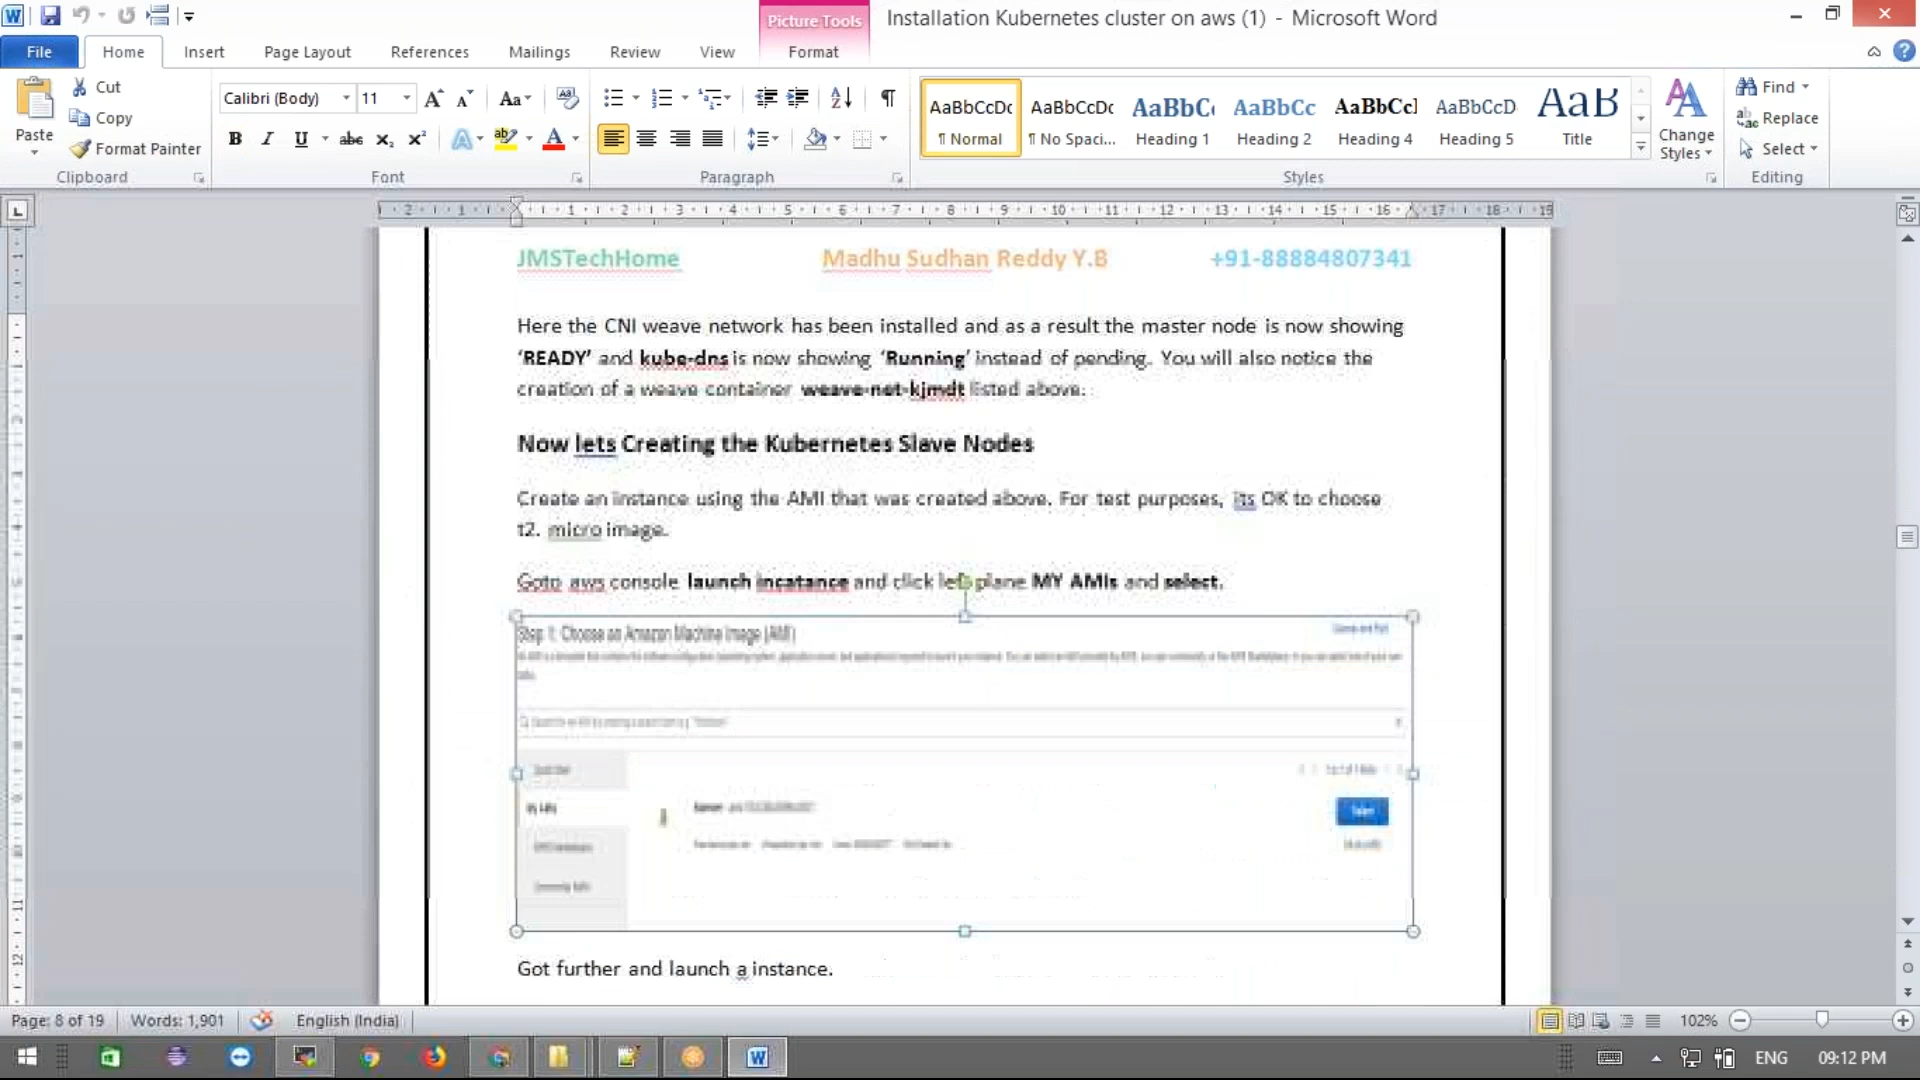 Picture Tools
Installation Kubernetes cluster on aws (1) - Microsoft Word
File Home Insert Page Layout References Mailings Review View Format
Cut
Copy
Paste
Format Painter
Calibri (Body) 11
AaBbCcDc AaBbCcDc AaBbC AaBbCc AaBbCcI AaBbCcD AaB
¶ Normal ¶ No Spaci... Heading 1 Heading 2 Heading 4 Heading 5 Title
Change Styles
Find
Replace
Select
Clipboard Font Paragraph Styles Editing
JMSTechHome Madhu Sudhan Reddy Y.B +91-88884807341
Here the CNI weave network has been installed and as a result the master node is now showing
‘READY’ and kube-dns is now showing ‘Running’ instead of pending. You will also notice the
creation of a weave container weave-net-kjmdt listed above.
Now lets Creating the Kubernetes Slave Nodes
Create an instance using the AMI that was created above. For test purposes, its OK to choose
t2. micro image.
Goto aws console launch incatance and click left plane MY AMIs and select.
Step 1: Choose an Amazon Machine Image (AMI)
Got further and launch a instance.
Page: 8 of 19 Words: 1,901 English (India) 102%
ENG 09:12 PM